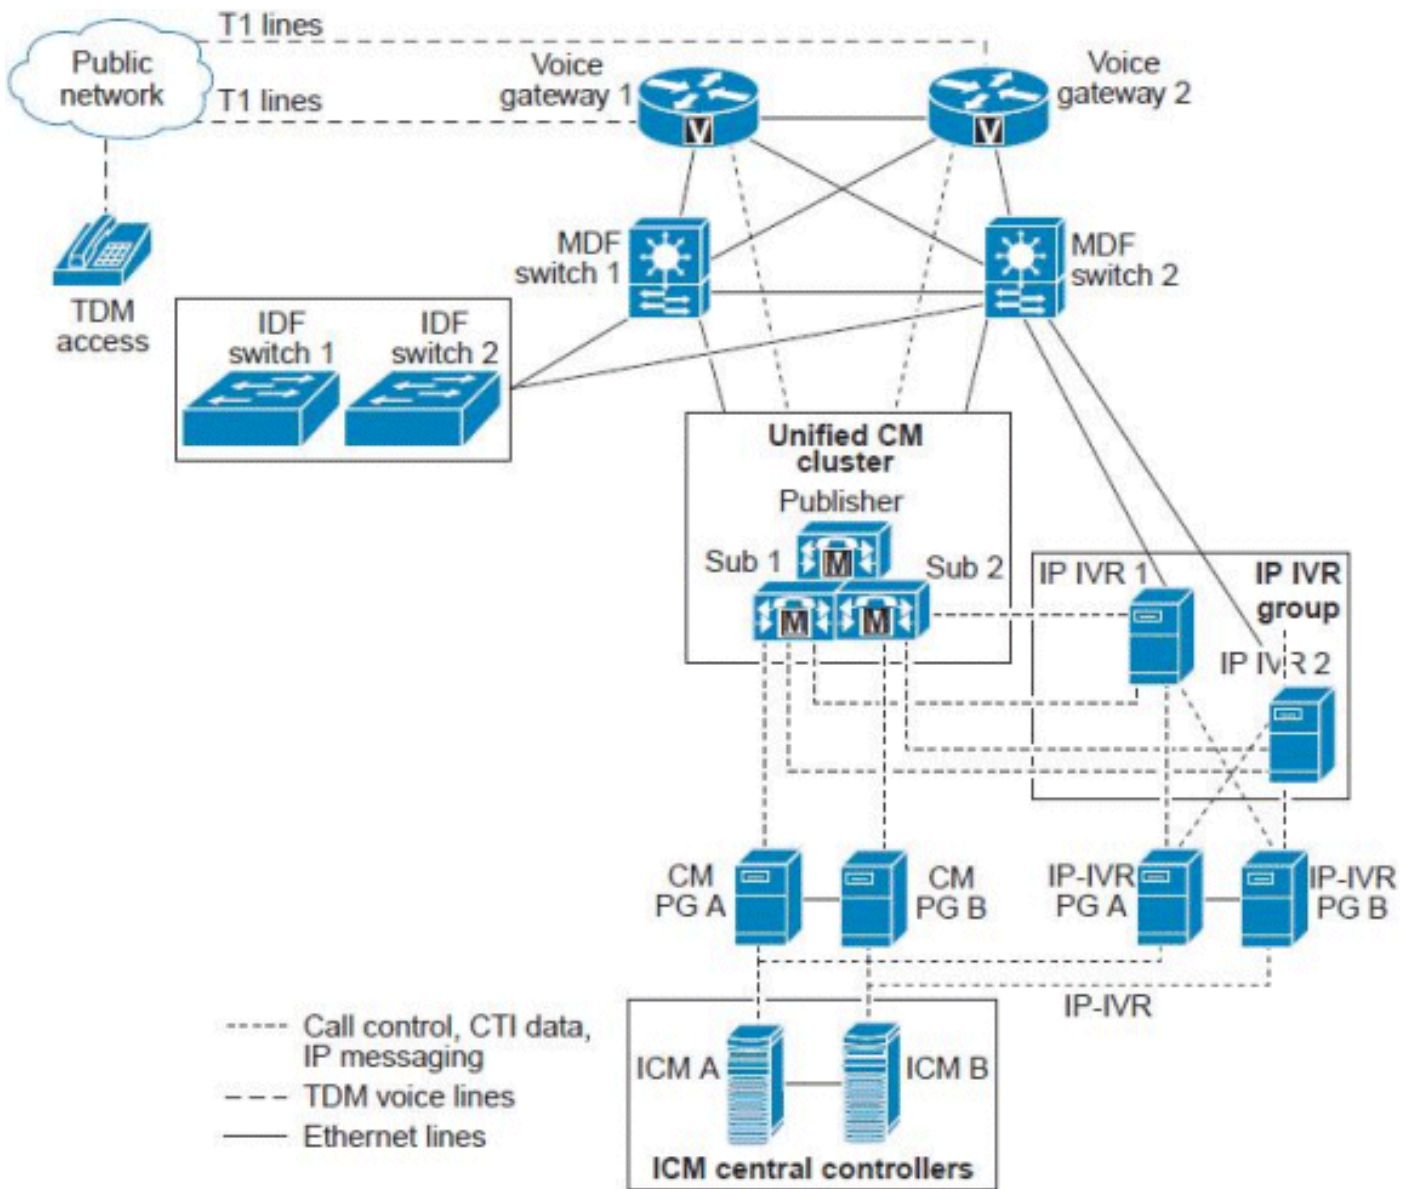 T1 lines
Public
network
T1 lines
Voice
gateway 1
V
Voice
gateway 2
V
TDM
access
MDF
switch 1
MDF
switch 2
IDF
switch 1
IDF
switch 2
Unified CM
cluster
Publisher
M
Sub 1
Sub 2
M
M
IP IVR 1
IP IVR
group
IP IVR 2
CM
PG A
CM
PG B
IP-IVR
PG A
IP-IVR
PG B
IP-IVR
Call control, CTI data,
IP messaging
TDM voice lines
Ethernet lines
ICM A
ICM B
ICM central controllers